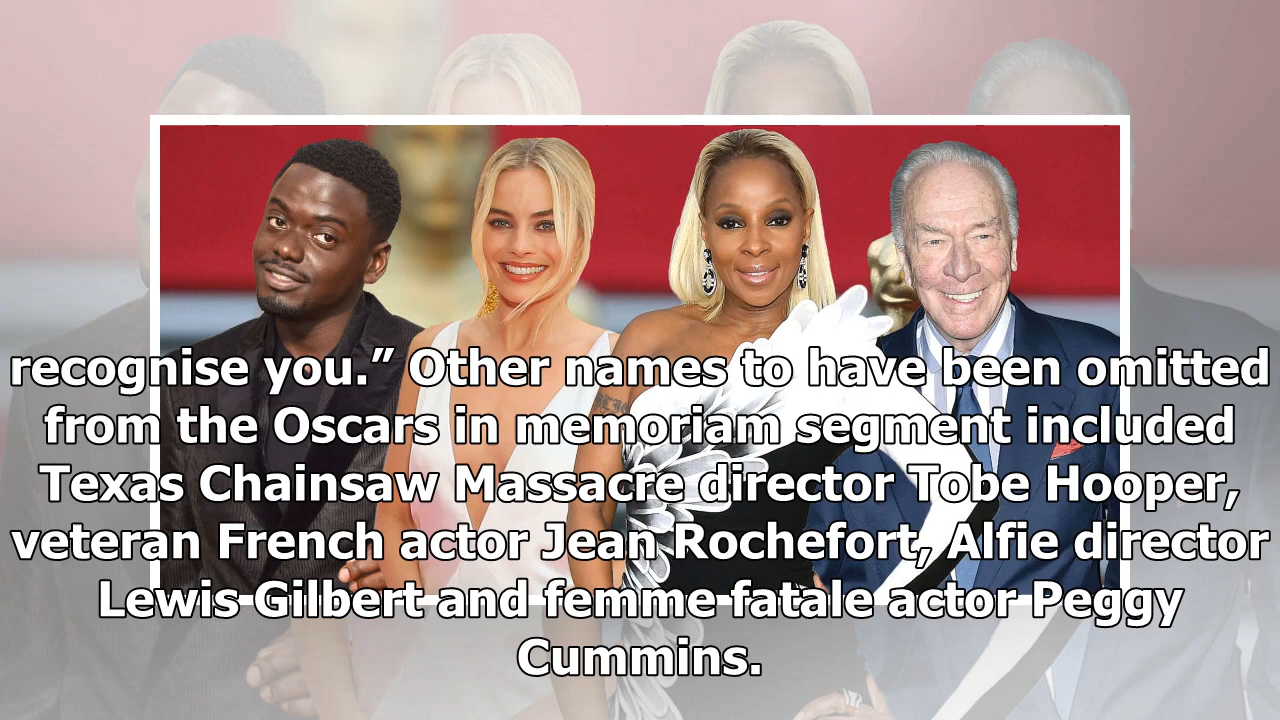 recognise you.” Other names to have been omitted
from the Oscars in memoriam segment included
Texas Chainsaw Massacre director Tobe Hooper,
veteran French actor Jean Rochefort, Alfie director
Lewis Gilbert and femme fatale actor Peggy
Cummins.